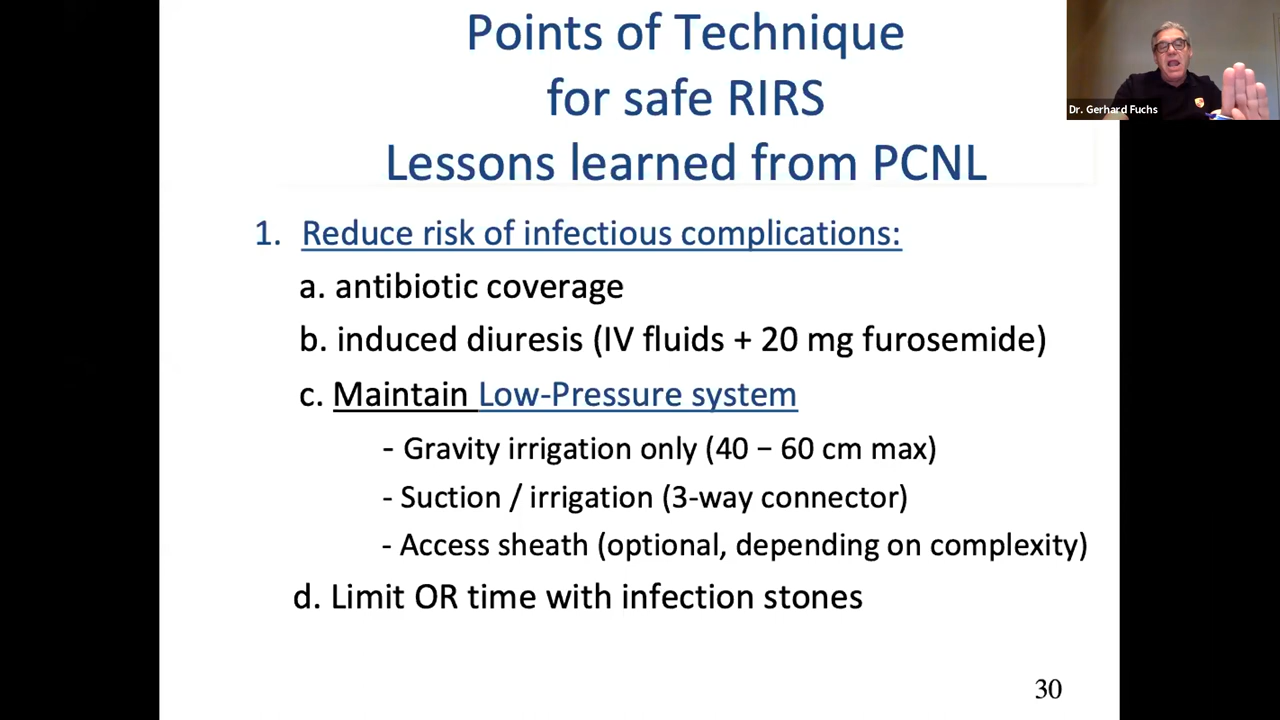 Points of Technique
for safe RIRS
Lessons learned from PCNL
Dr. Gerhard Fuchs
1. Reduce risk of infectious complications:
a. antibiotic coverage
b. induced diuresis (IV fluids + 20 mg furosemide)
c. Maintain Low-Pressure system
- Gravity irrigation only (40 – 60 cm max)
- Suction / irrigation (3-way connector)
- Access sheath (optional, depending on complexity)
d. Limit OR time with infection stones
30